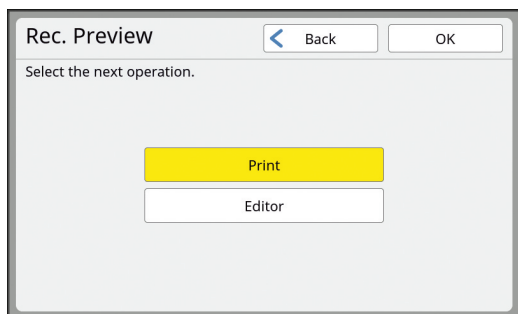 Rec. Preview
Back
OK
Select the next operation.
Print
Editor